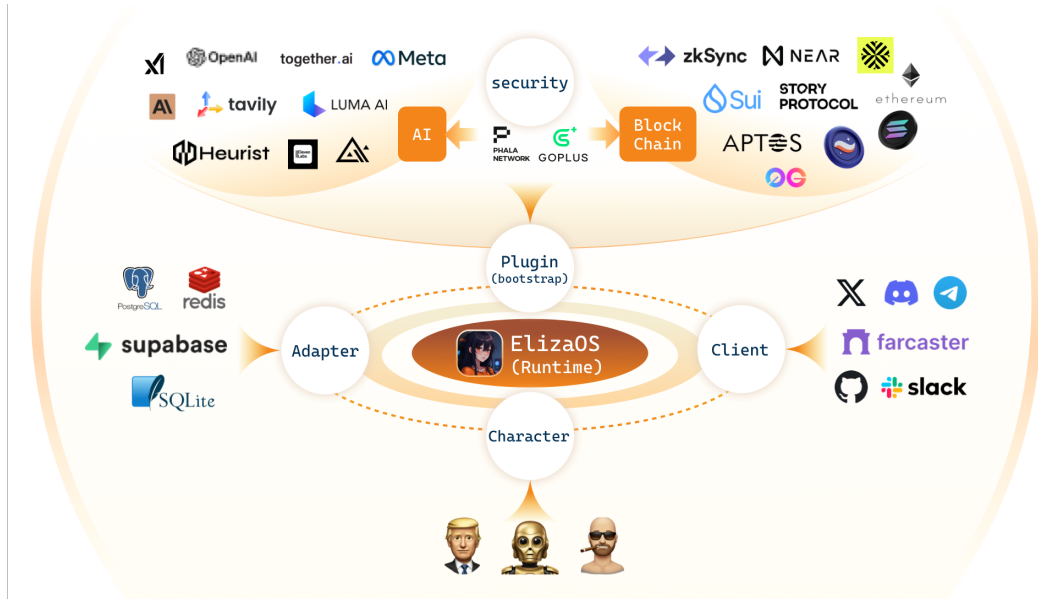 OpenAI
together.ai
Meta
AI
tavily
LUMA AI
Heurist
security
AI
PHALA
NETWORK
GOPLUS
Block
Chain
zkSync
NEAR
Sui
STORY
PROTOCOL
ethereum
APTOS
Plugin
(bootstrap)
PostgreSQL
redis
supabase
SQLite
Adapter
ElizaOS
(Runtime)
Client
farcaster
slack
Character